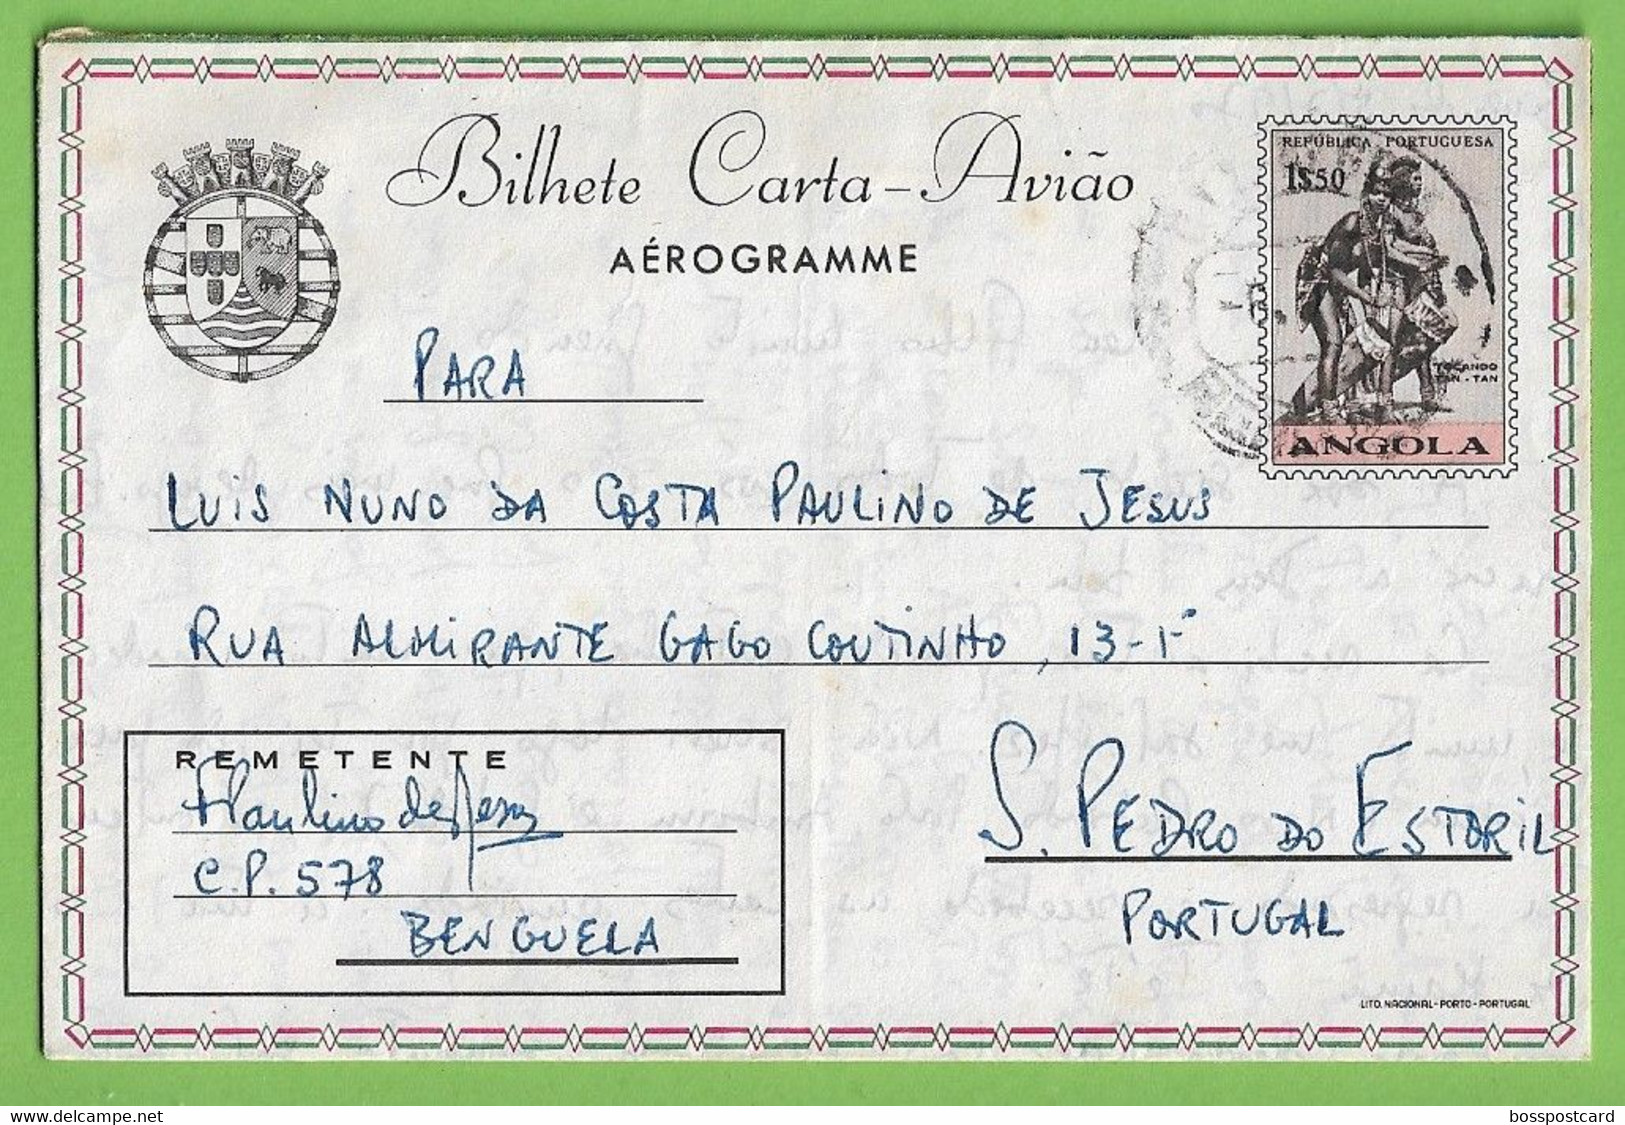 Bilhete Carta-Avião
AÉROGRAMME
REPÚBLICA PORTUGUESA
1$50
TOCANDO
TAN-TAN
ANGOLA
PARA
LUIS NUNO DA COSTA PAULINO DE JESUS
RUA ALMIRANTE GAGO COUTINHO, 13-1º
S. PEDRO DO ESTORIL
PORTUGAL
REMETENTE
Paulino de Jesus
C.P. 578
BENGUELA
LITO. NACIONAL-PORTO-PORTUGAL
www.delcampe.net
bosspostcard